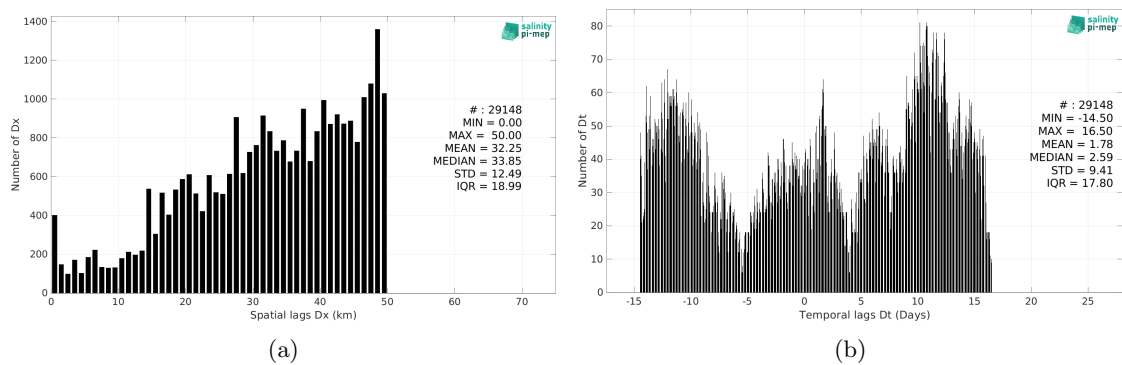 1400
1200
1000
800
600
400
200
0
Number of Dx
0 10 20 30 40 50 60 70
Spatial lags Dx (km)
salinity
pi-mep
# : 29148
MIN = 0.00
MAX = 50.00
MEAN = 32.25
MEDIAN = 33.85
STD = 12.49
IQR = 18.99
(a)
80
70
60
50
40
30
20
10
0
Number of Dt
-15 -10 -5 0 5 10 15 20 25
Temporal lags Dt (Days)
salinity
pi-mep
# : 29148
MIN = -14.50
MAX = 16.50
MEAN = 1.78
MEDIAN = 2.59
STD = 9.41
IQR = 17.80
(b)